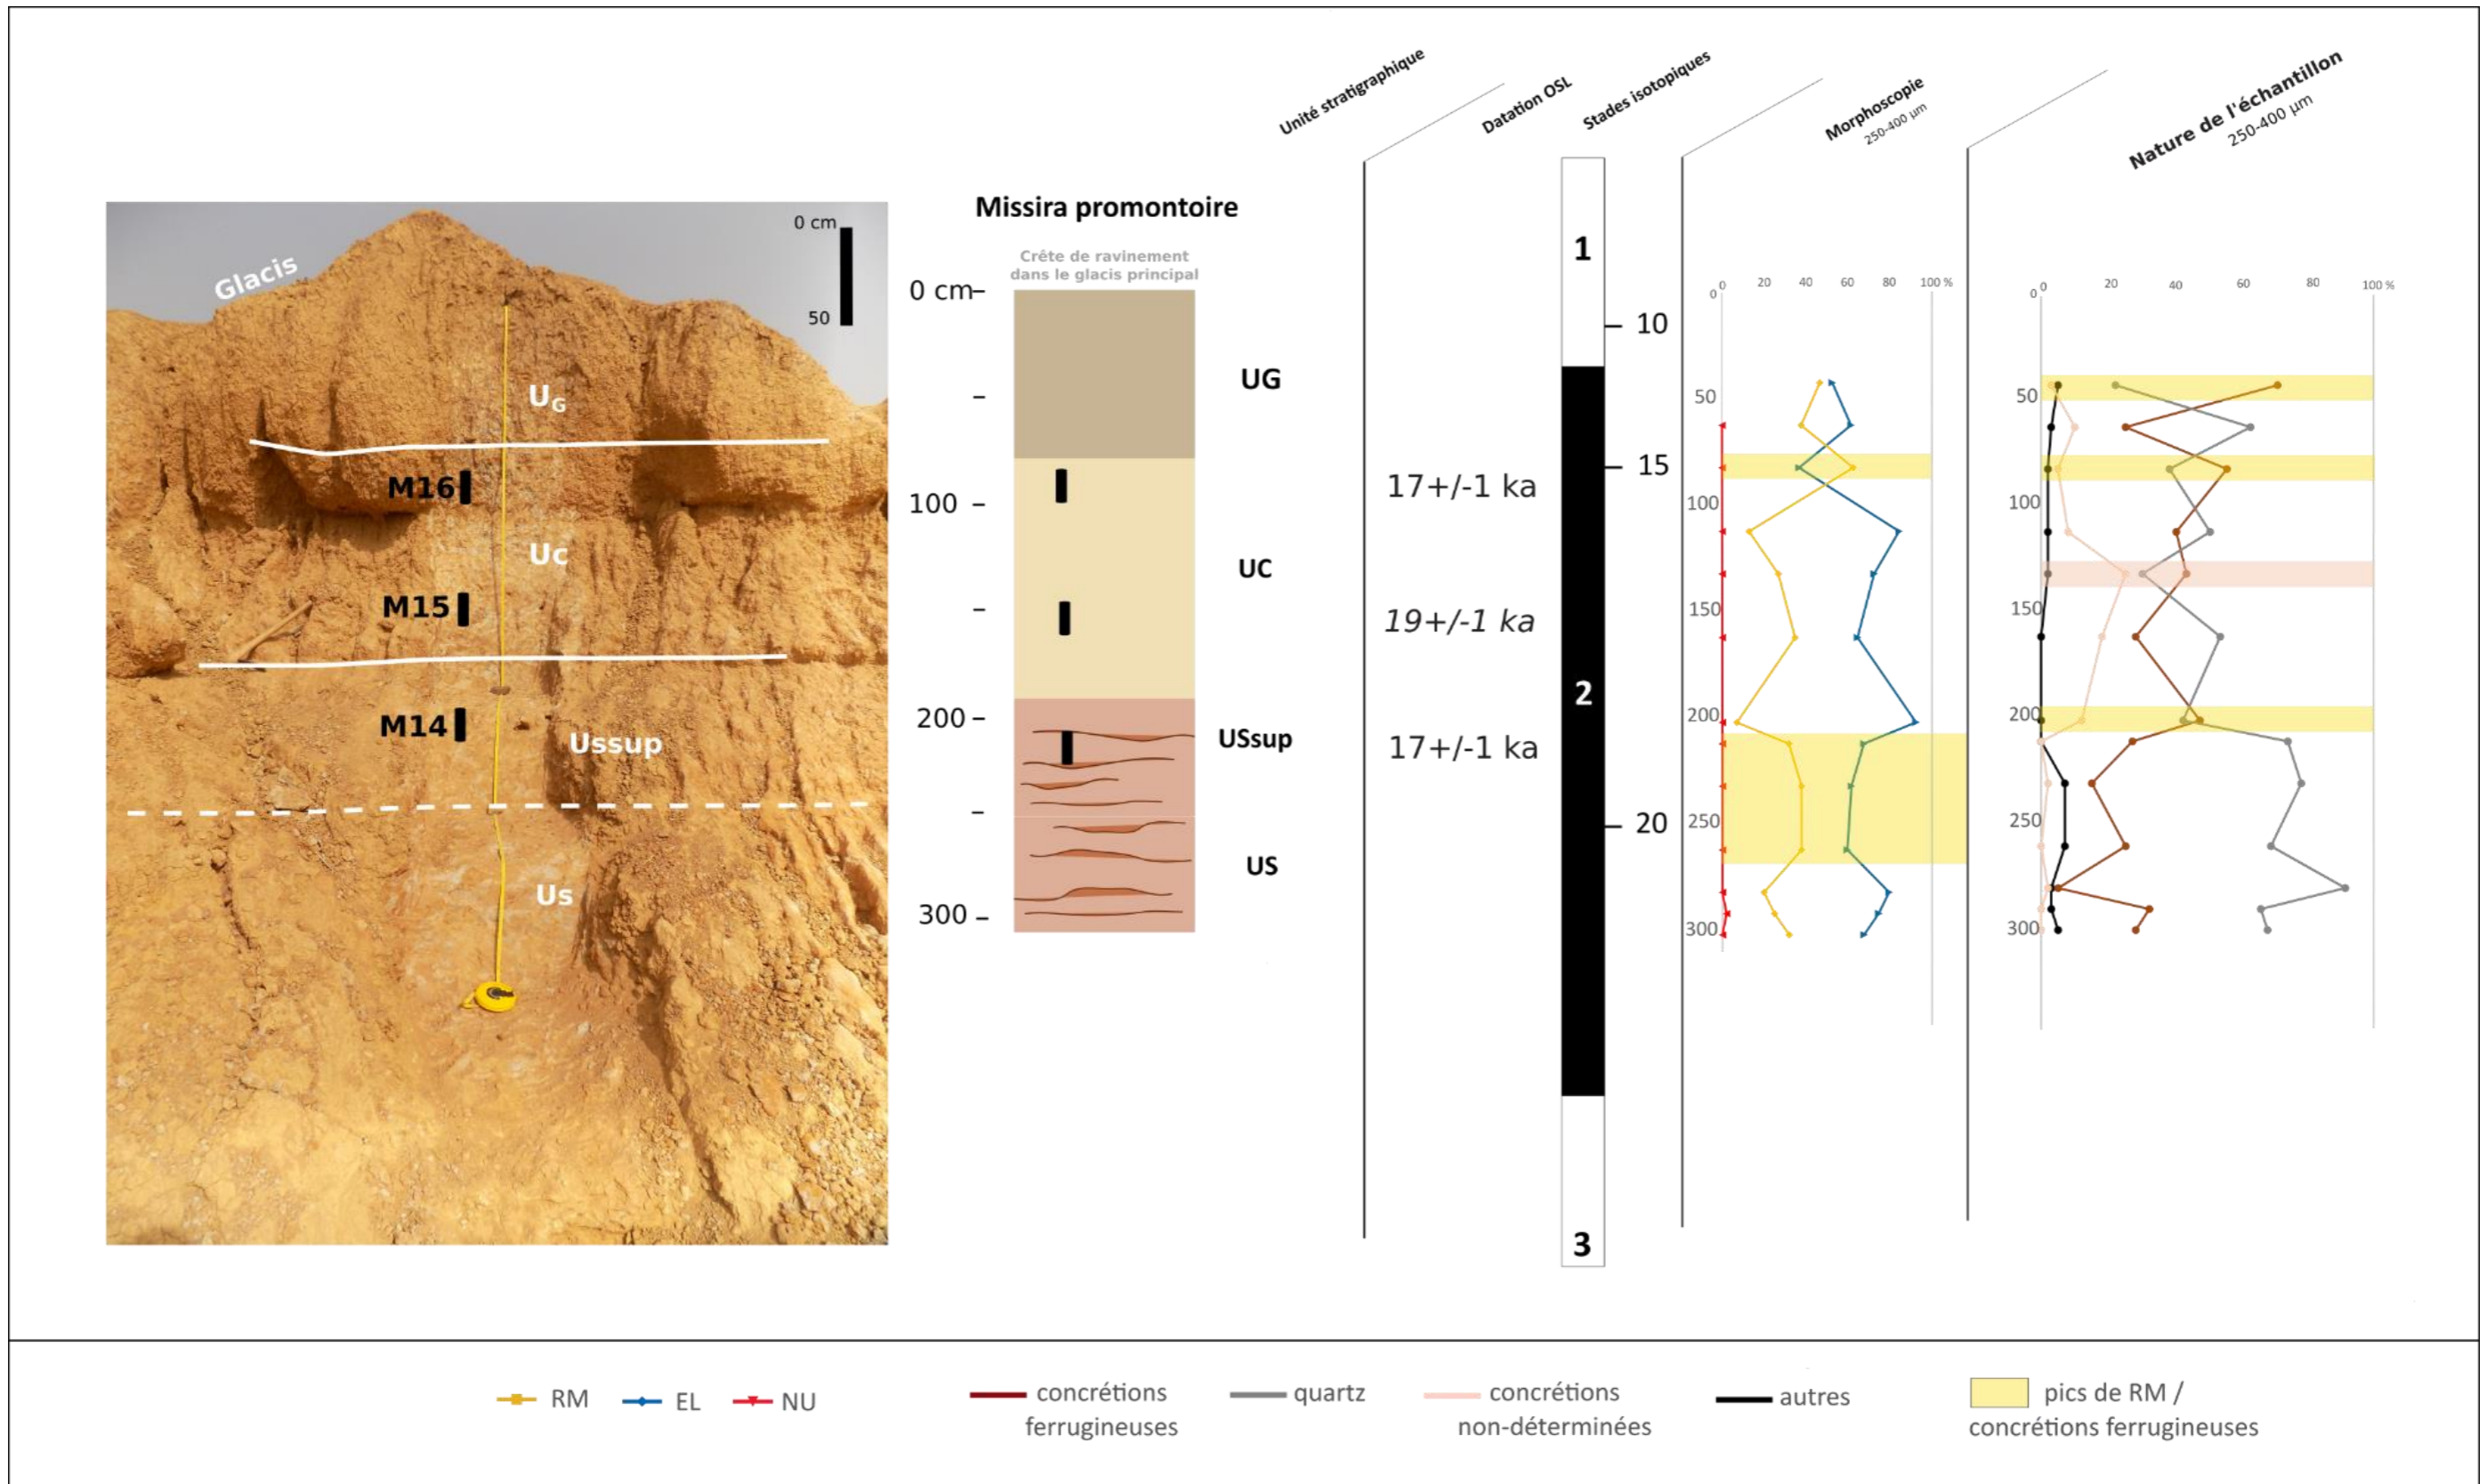 Unité stratigraphique
Datation OSL
Stades isotopiques
Morphoscopie
250-400 µm
Nature de l'échantillon
250-400 µm
Glacis
0 cm
50
UG
M16
Uc
M15
M14
Ussup
Us
Missira promontoire
Crête de ravinement
dans le glacis principal
0 cm
100
200
300
UG
UC
USsup
US
17+/-1 ka
19+/-1 ka
17+/-1 ka
1
2
3
10
15
20
0 20 40 60 80 100 %
0
50
100
150
200
250
300
0 20 40 60 80 100 %
0
50
100
150
200
250
300
RM
EL
NU
concrétions
ferrugineuses
quartz
concrétions
non-déterminées
autres
pics de RM /
concrétions ferrugineuses